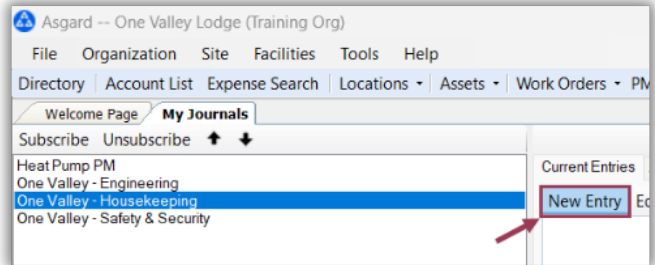 Asgard -- One Valley Lodge (Training Org)
File Organization Site Facilities Tools Help
Directory Account List Expense Search Locations Assets Work Orders PM
Welcome Page My Journals
Subscribe Unsubscribe
Heat Pump PM
One Valley - Engineering
One Valley - Housekeeping
One Valley - Safety & Security
Current Entries
New Entry